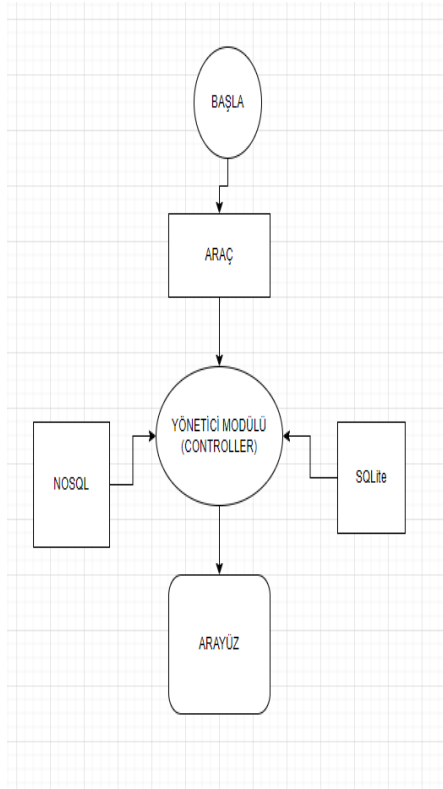 BAŞLA
ARAÇ
YÖNETİCİ MODÜLÜ
(CONTROLLER)
NOSQL
SQLite
ARAYÜZ